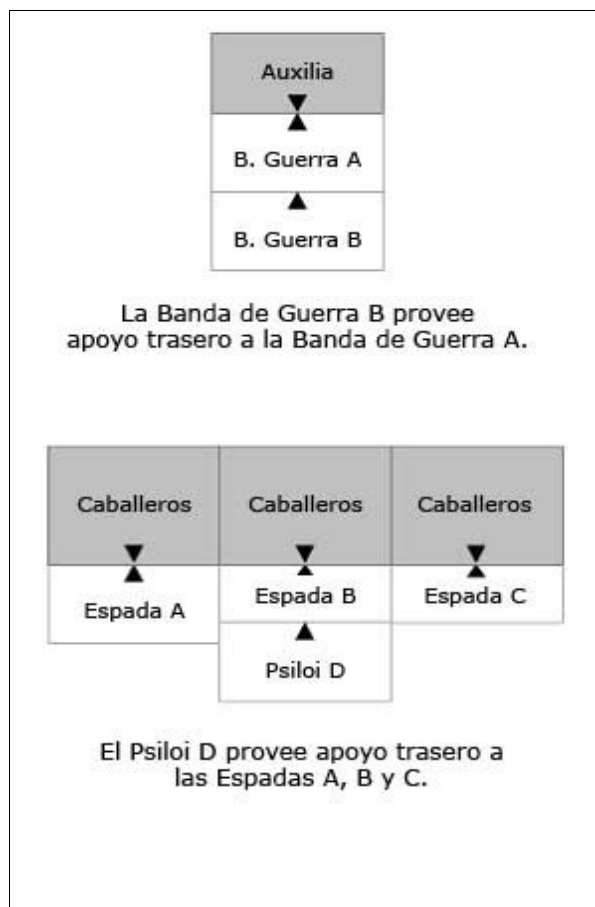 Auxilia
B. Guerra A
B. Guerra B
La Banda de Guerra B provee
apoyo trasero a la Banda de Guerra A.
Caballeros Caballeros Caballeros
Espada A Espada B Espada C
Psiloi D
El Psiloi D provee apoyo trasero a
las Espadas A, B y C.